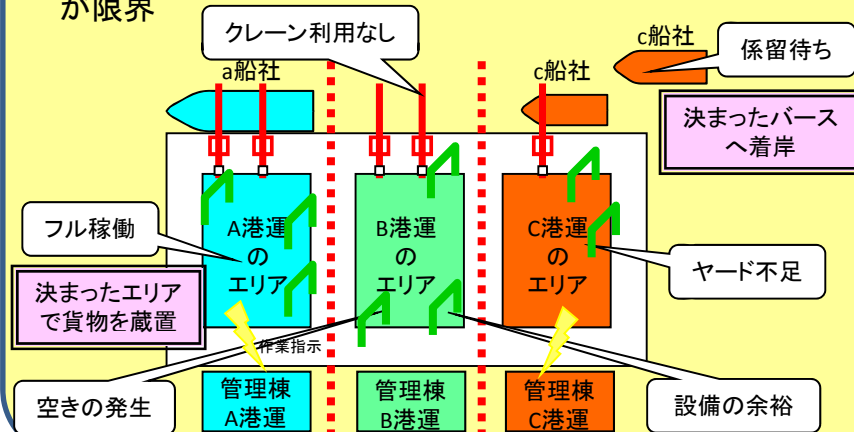 が限界
クレーン利用なし
a船社
c船社
c船社
係留待ち
決まったバース
へ着岸
フル稼働
A港運
の
エリア
B港運
の
エリア
C港運
の
エリア
ヤード不足
決まったエリア
で貨物を蔵置
作業指示
空きの発生
管理棟
A港運
管理棟
B港運
管理棟
C港運
設備の余裕